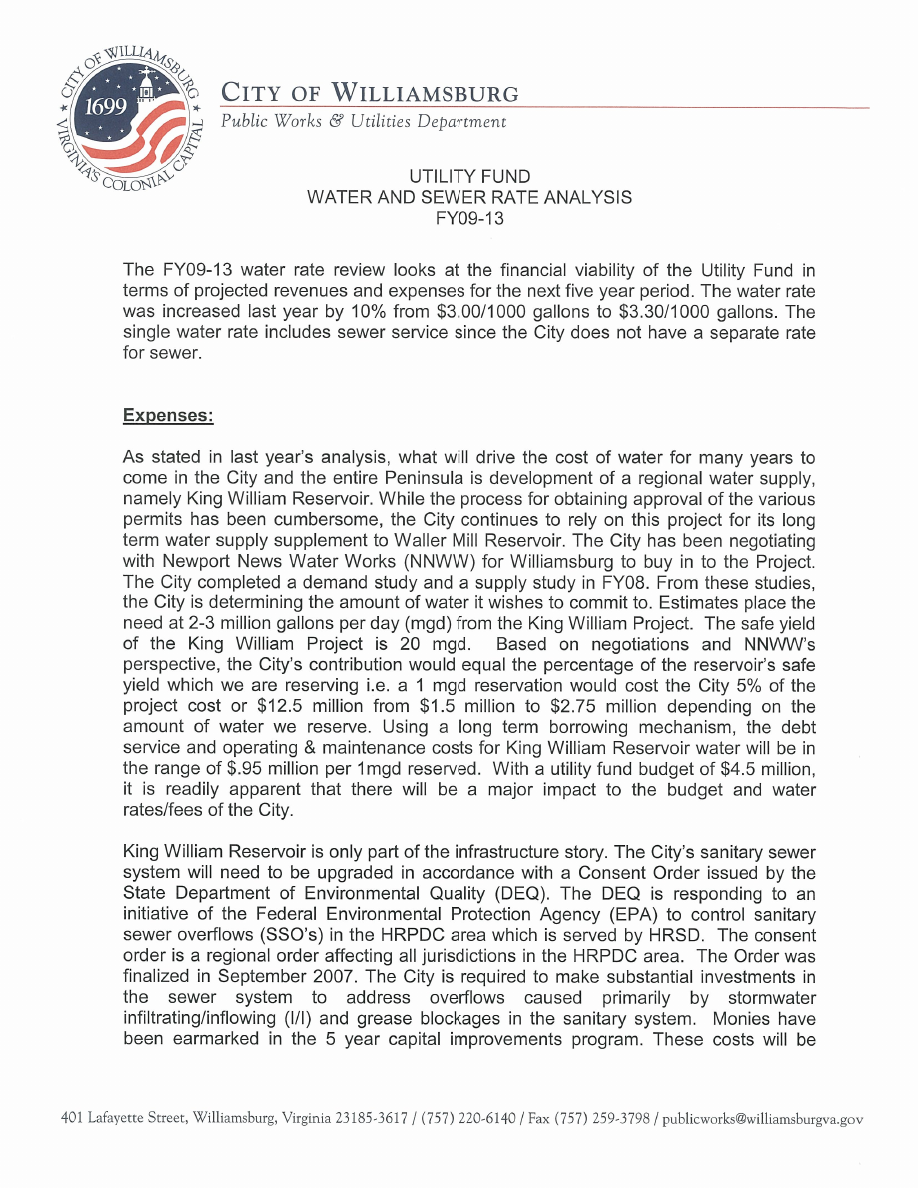 CITY OF WILLIAMSBURG
VIRGINIA'S COLONIAL CAPITAL
1699
CITY OF WILLIAMSBURG
Public Works & Utilities Department
UTILITY FUND
WATER AND SEWER RATE ANALYSIS
FY09-13
The FY09-13 water rate review looks at the financial viability of the Utility Fund in
terms of projected revenues and expenses for the next five year period. The water rate
was increased last year by 10% from $3.00/1000 gallons to $3.30/1000 gallons. The
single water rate includes sewer service since the City does not have a separate rate
for sewer.
Expenses:
As stated in last year's analysis, what will drive the cost of water for many years to
come in the City and the entire Peninsula is development of a regional water supply,
namely King William Reservoir. While the process for obtaining approval of the various
permits has been cumbersome, the City continues to rely on this project for its long
term water supply supplement to Waller Mill Reservoir. The City has been negotiating
with Newport News Water Works (NNWW) for Williamsburg to buy in to the Project.
The City completed a demand study and a supply study in FY08. From these studies,
the City is determining the amount of water it wishes to commit to. Estimates place the
need at 2-3 million gallons per day (mgd) from the King William Project. The safe yield
of the King William Project is 20 mgd. Based on negotiations and NNWW's
perspective, the City's contribution would equal the percentage of the reservoir's safe
yield which we are reserving i.e. a 1 mgd reservation would cost the City 5% of the
project cost or $12.5 million from $1.5 million to $2.75 million depending on the
amount of water we reserve. Using a long term borrowing mechanism, the debt
service and operating & maintenance costs for King William Reservoir water will be in
the range of $.95 million per 1mgd reserved. With a utility fund budget of $4.5 million,
it is readily apparent that there will be a major impact to the budget and water
rates/fees of the City.
King William Reservoir is only part of the infrastructure story. The City's sanitary sewer
system will need to be upgraded in accordance with a Consent Order issued by the
State Department of Environmental Quality (DEQ). The DEQ is responding to an
initiative of the Federal Environmental Protection Agency (EPA) to control sanitary
sewer overflows (SSO's) in the HRPDC area which is served by HRSD. The consent
order is a regional order affecting all jurisdictions in the HRPDC area. The Order was
finalized in September 2007. The City is required to make substantial investments in
the sewer system to address overflows caused primarily by stormwater
infiltrating/inflowing (I/I) and grease blockages in the sanitary system. Monies have
been earmarked in the 5 year capital improvements program. These costs will be
401 Lafayette Street, Williamsburg, Virginia 23185-3617 / (757) 220-6140 / Fax (757) 259-3798 / publicworks@williamsburgva.gov